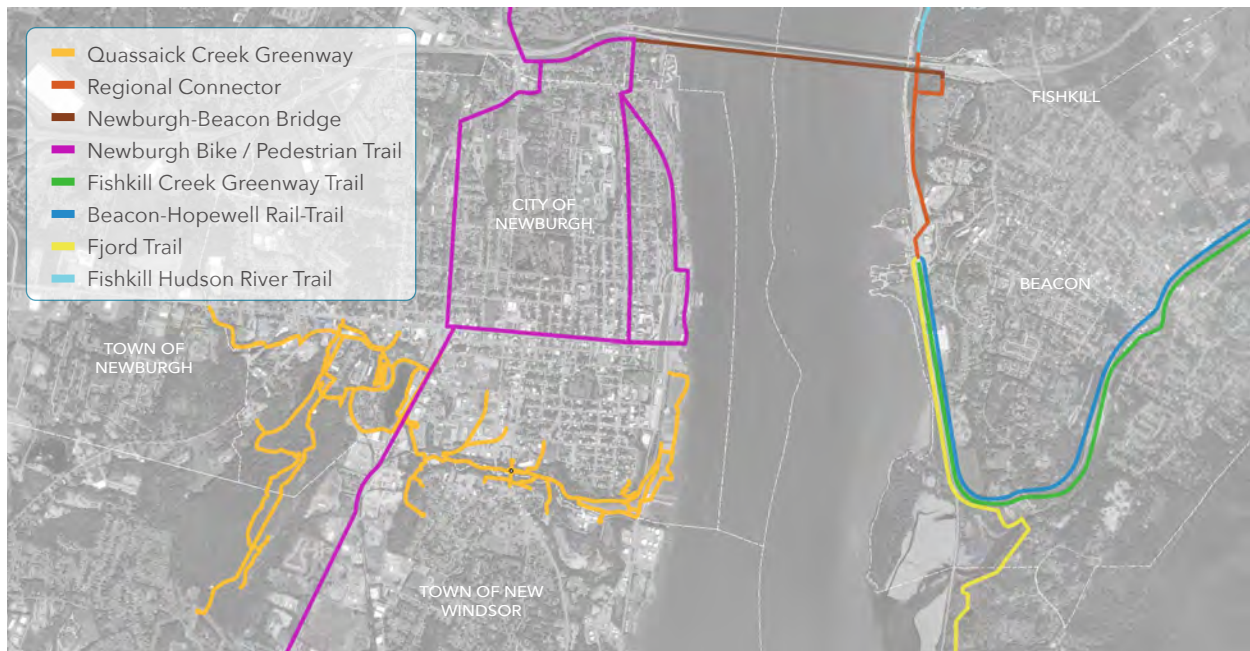 Quassaick Creek Greenway
Regional Connector
Newburgh-Beacon Bridge
Newburgh Bike / Pedestrian Trail
Fishkill Creek Greenway Trail
Beacon-Hopewell Rail-Trail
Fjord Trail
Fishkill Hudson River Trail
FISHKILL
CITY OF
NEWBURGH
BEACON
TOWN OF
NEWBURGH
TOWN OF NEW
WINDSOR